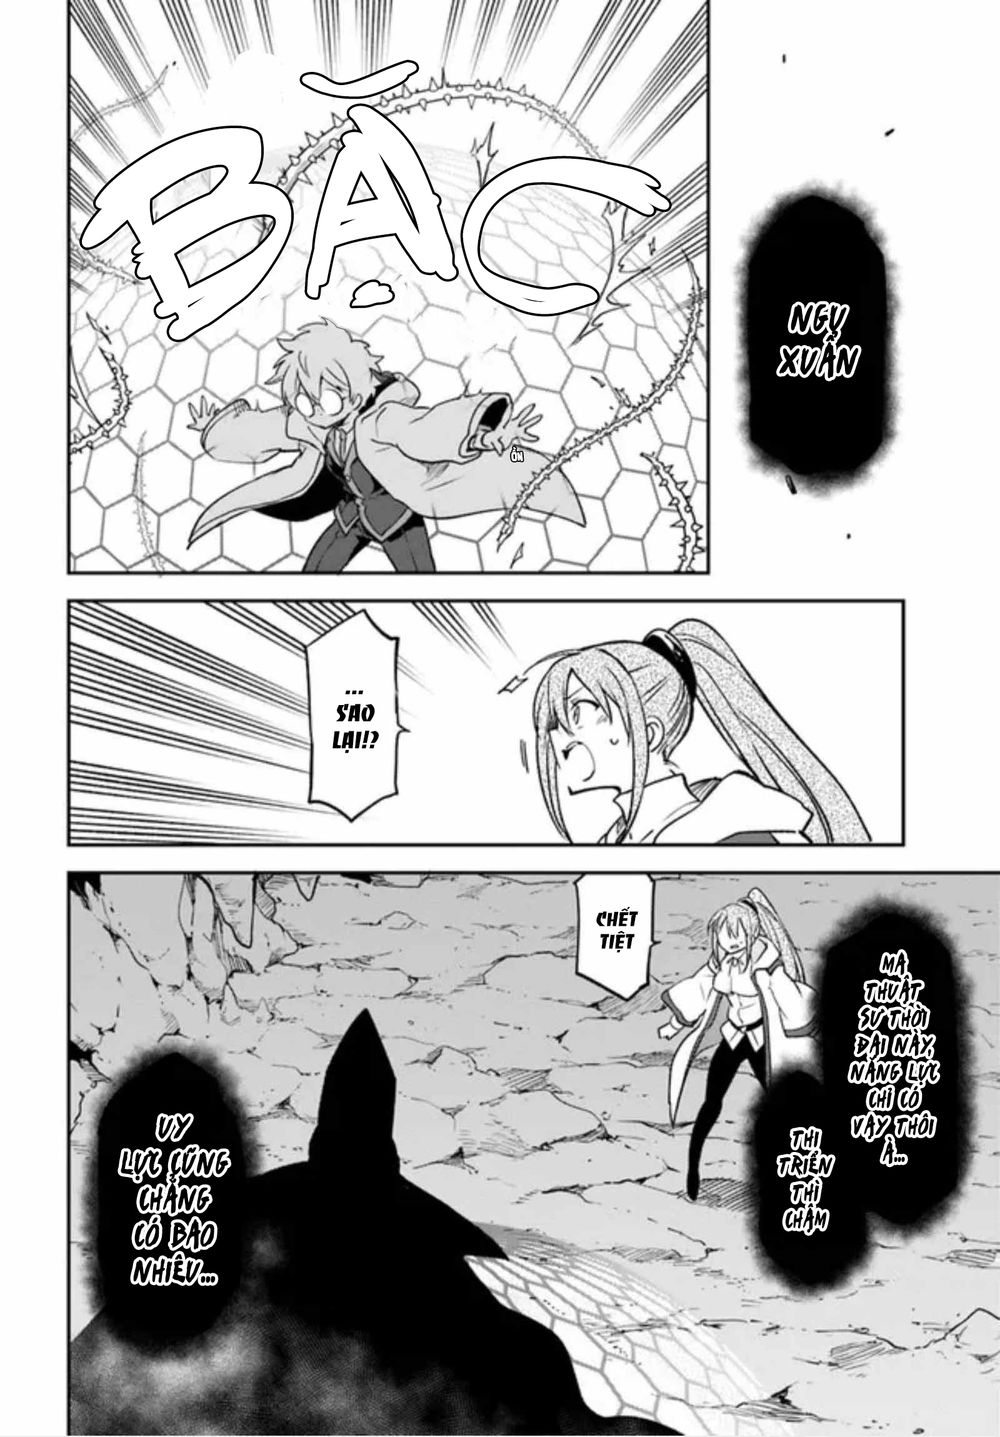 NGU
XUẨN
BẶC
ỔN
...
SAO
LẠI!?
MA
THUẬT
SƯ THỜI
ĐẠI NÀY,
NĂNG LỰC
CHỈ CÓ
VẬY THÔI
À...
CHẾT
TIỆT
THI
TRIỂN
THÌ
CHẬM
UY
LỰC CŨNG
CHẲNG
CÓ BAO
NHIÊU...